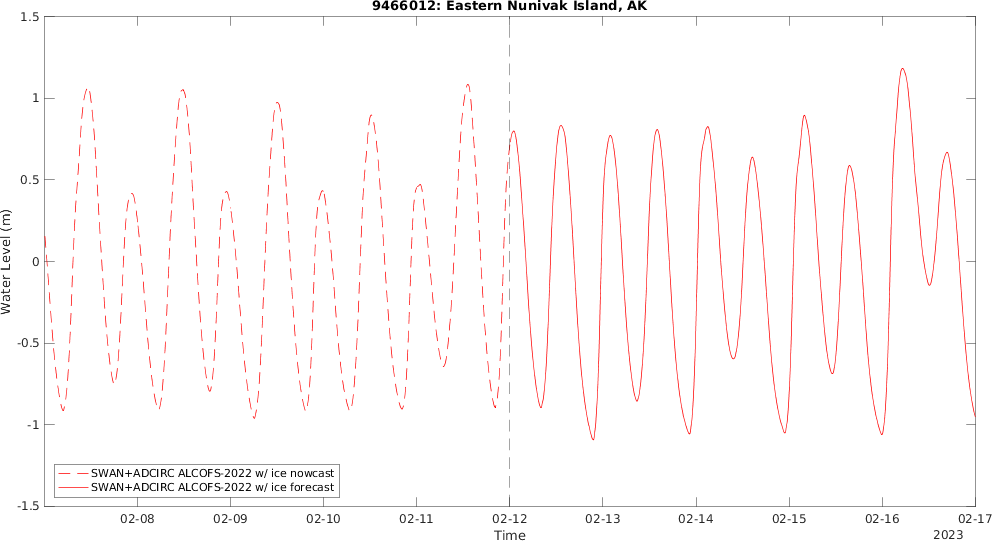 9466012: Eastern Nunivak Island, AK
1.5
1
0.5
0
-0.5
-1
-1.5
Water Level (m)
SWAN+ADCIRC ALCOFS-2022 w/ ice nowcast
SWAN+ADCIRC ALCOFS-2022 w/ ice forecast
02-08 02-09 02-10 02-11 02-12 02-13 02-14 02-15 02-16 02-17
Time
2023